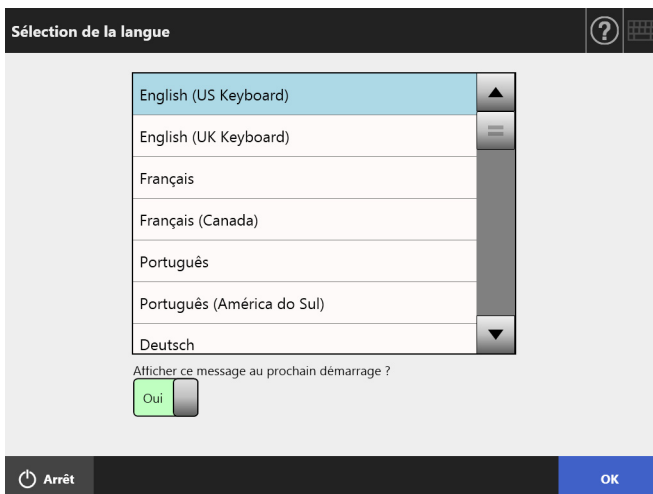 Sélection de la langue
?
English (US Keyboard)
English (UK Keyboard)
Français
Français (Canada)
Português
Português (América do Sul)
Deutsch
Afficher ce message au prochain démarrage ?
Oui
Arrêt
OK